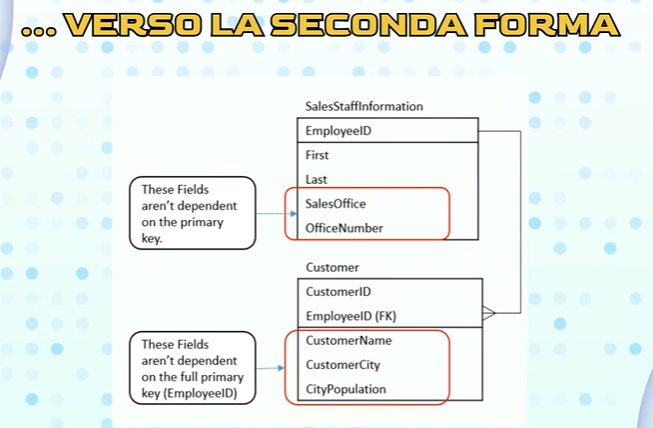 ... VERSO LA SECONDA FORMA
SalesStaffInformation
EmployeeID
First
Last
SalesOffice
OfficeNumber
These Fields
aren't dependent
on the primary
key.
Customer
CustomerID
EmployeeID (FK)
CustomerName
CustomerCity
CityPopulation
These Fields
aren't dependent
on the full primary
key (EmployeeID)